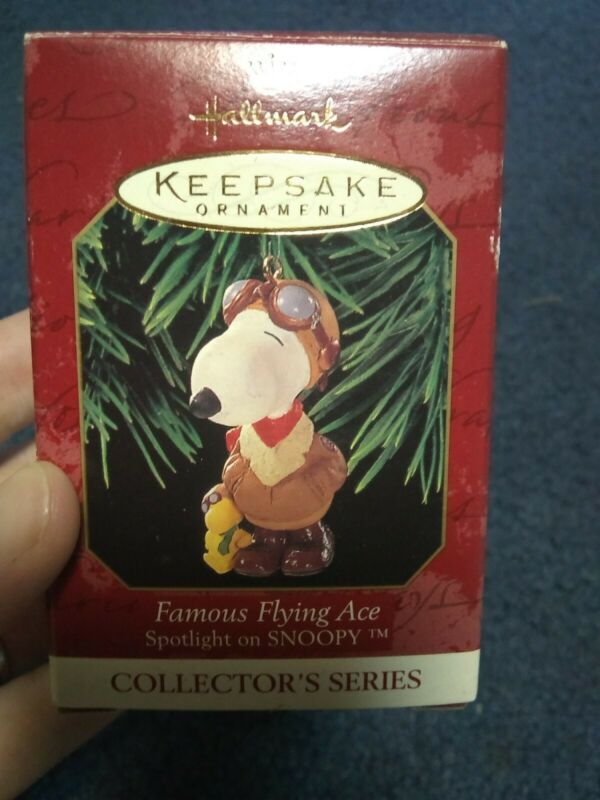 Hallmark
KEEPSAKE
ORNAMENT
Famous Flying Ace
Spotlight on SNOOPY ™
COLLECTOR'S SERIES